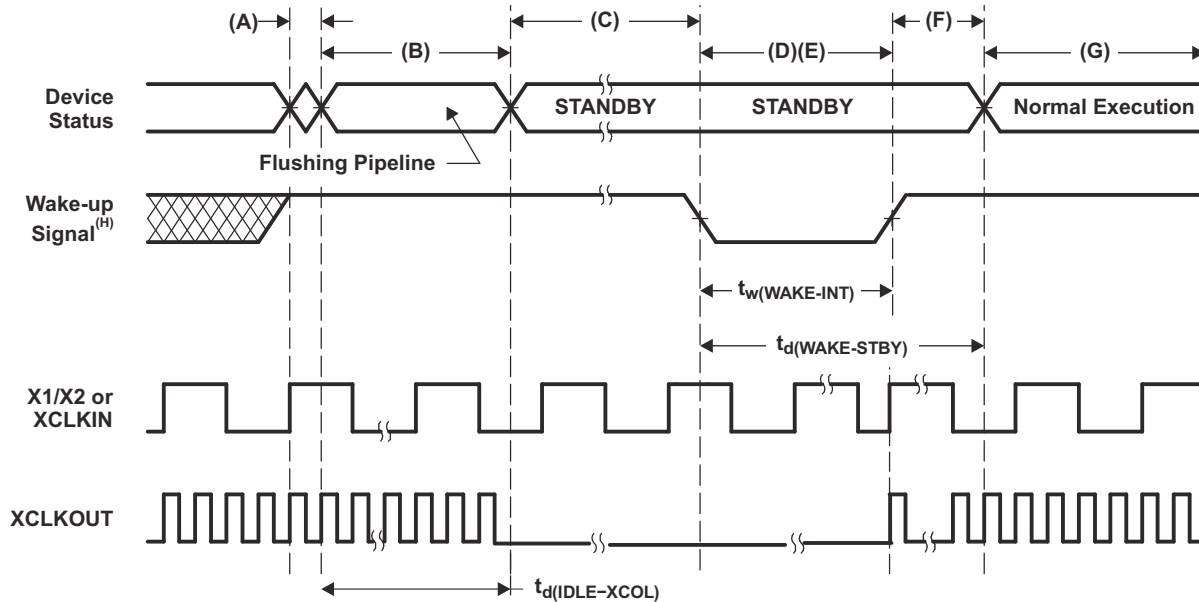 (A)
(C)
(F)
(B)
(D)(E)
(G)
Device
Status
STANDBY
STANDBY
Normal Execution
Flushing Pipeline
Wake-up
Signal(H)
tw(WAKE-INT)
td(WAKE-STBY)
X1/X2 or
XCLKIN
XCLKOUT
td(IDLE−XCOL)